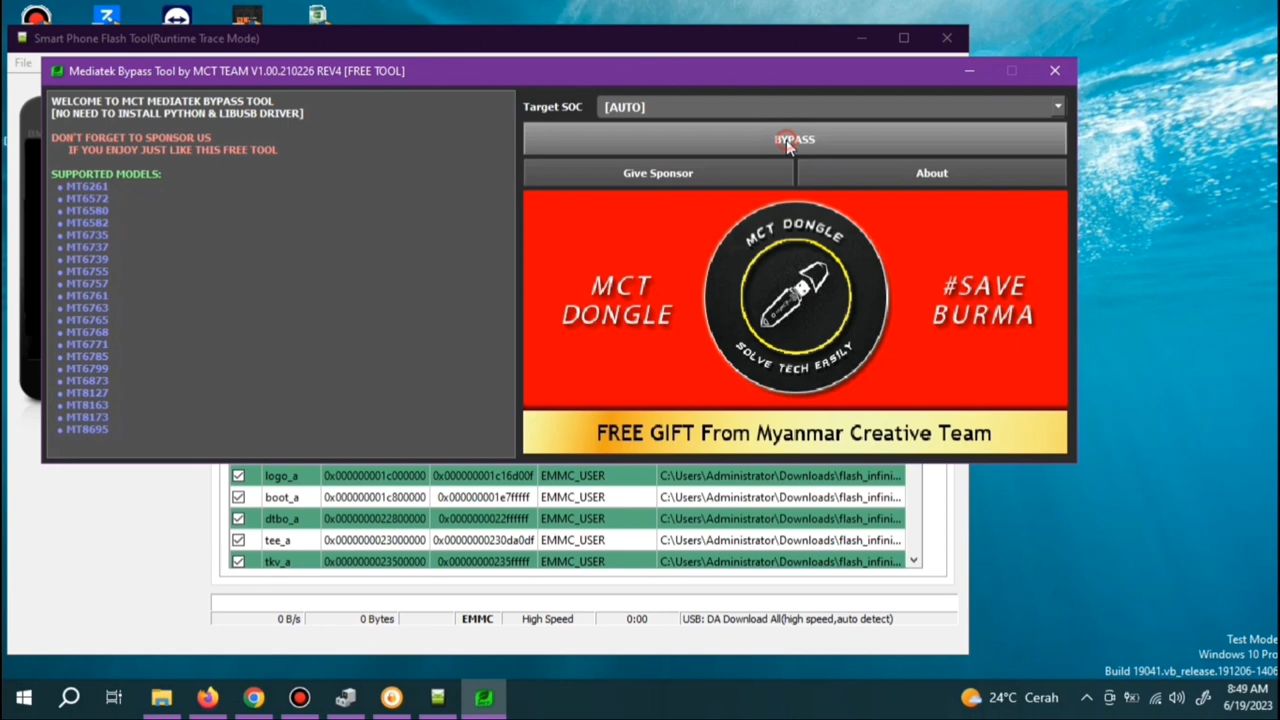 Smart Phone Flash Tool(Runtime Trace Mode)
File
Mediatek Bypass Tool by MCT TEAM V1.00.210226 REV4 [FREE TOOL]
WELCOME TO MCT MEDIATEK BYPASS TOOL
[NO NEED TO INSTALL PYTHON & LIBUSB DRIVER]
DON'T FORGET TO SPONSOR US
IF YOU ENJOY JUST LIKE THIS FREE TOOL
SUPPORTED MODELS:
MT6261
MT6572
MT6580
MT6582
MT6735
MT6737
MT6739
MT6755
MT6757
MT6761
MT6763
MT6765
MT6768
MT6771
MT6785
MT6799
MT6873
MT8127
MT8163
MT8173
MT8695
Target SOC [AUTO]
BYPASS
Give Sponsor About
MCT DONGLE
SOLVE TECH EASILY
MCT
DONGLE
#SAVE
BURMA
FREE GIFT From Myanmar Creative Team
logo_a 0x000000001c000000 0x000000001c16d00f EMMC_USER C:\Users\Administrator\Downloads\flash_infini...
boot_a 0x000000001c800000 0x000000001e7fffff EMMC_USER C:\Users\Administrator\Downloads\flash_infini...
dtbo_a 0x0000000022800000 0x0000000022ffffff EMMC_USER C:\Users\Administrator\Downloads\flash_infini...
tee_a 0x0000000023000000 0x00000000230da0df EMMC_USER C:\Users\Administrator\Downloads\flash_infini...
tkv_a 0x0000000023500000 0x00000000235fffff EMMC_USER C:\Users\Administrator\Downloads\flash_infini...
0 B/s 0 Bytes EMMC High Speed 0:00 USB: DA Download All(high speed,auto detect)
Test Mode
Windows 10 Pro
Build 19041.vb_release.191206-1406
24°C Cerah
8:49 AM
6/19/2023